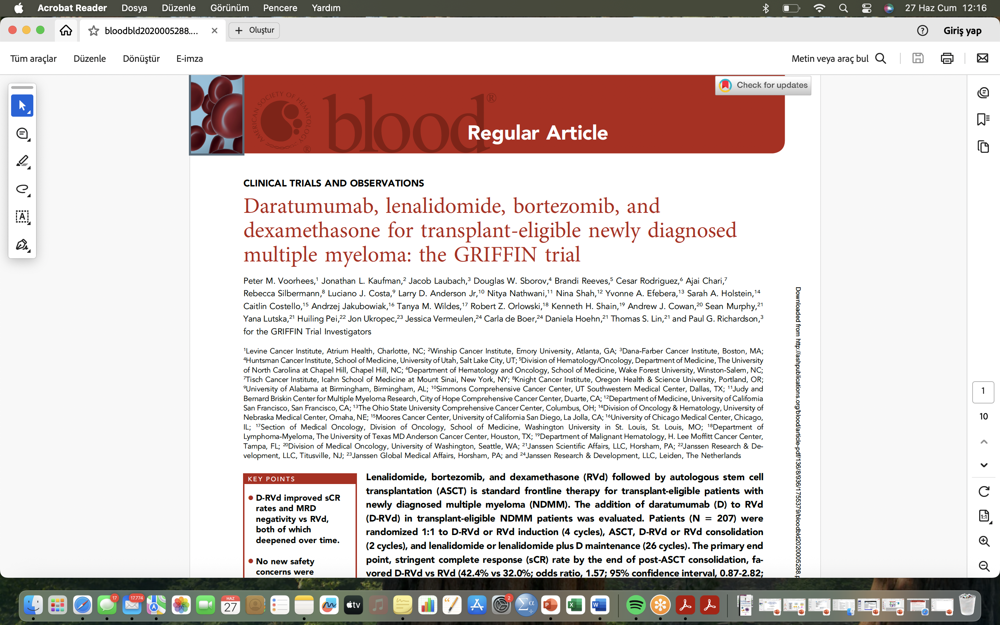 Acrobat Reader Dosya Düzenle Görünüm Pencere Yardım 27 Haz Cum 12:16
bloodbld2020005288.... Oluştur Giriş yap
Tüm araçlar Düzenle Dönüştür E-imza Metin veya araç bul
Check for updates
AMERICAN SOCIETY OF HEMATOLOGY ®
blood®
Regular Article
CLINICAL TRIALS AND OBSERVATIONS
Daratumumab, lenalidomide, bortezomib, and
dexamethasone for transplant-eligible newly diagnosed
multiple myeloma: the GRIFFIN trial
Peter M. Voorhees,¹ Jonathan L. Kaufman,² Jacob Laubach,³ Douglas W. Sborov,⁴ Brandi Reeves,⁵ Cesar Rodriguez,⁶ Ajai Chari,⁷
Rebecca Silbermann,⁸ Luciano J. Costa,⁹ Larry D. Anderson Jr,¹⁰ Nitya Nathwani,¹¹ Nina Shah,¹² Yvonne A. Efebera,¹³ Sarah A. Holstein,¹⁴
Caitlin Costello,¹⁵ Andrzej Jakubowiak,¹⁶ Tanya M. Wildes,¹⁷ Robert Z. Orlowski,¹⁸ Kenneth H. Shain,¹⁹ Andrew J. Cowan,²⁰ Sean Murphy,²¹
Yana Lutska,²¹ Huiling Pei,²² Jon Ukropec,²³ Jessica Vermeulen,²⁴ Carla de Boer,²⁴ Daniela Hoehn,²¹ Thomas S. Lin,²¹ and Paul G. Richardson,³
for the GRIFFIN Trial Investigators
¹Levine Cancer Institute, Atrium Health, Charlotte, NC; ²Winship Cancer Institute, Emory University, Atlanta, GA; ³Dana-Farber Cancer Institute, Boston, MA;
⁴Huntsman Cancer Institute, School of Medicine, University of Utah, Salt Lake City, UT; ⁵Division of Hematology/Oncology, Department of Medicine, The University
of North Carolina at Chapel Hill, Chapel Hill, NC; ⁶Department of Hematology and Oncology, School of Medicine, Wake Forest University, Winston-Salem, NC;
⁷Tisch Cancer Institute, Icahn School of Medicine at Mount Sinai, New York, NY; ⁸Knight Cancer Institute, Oregon Health & Science University, Portland, OR;
⁹University of Alabama at Birmingham, Birmingham, AL; ¹⁰Simmons Comprehensive Cancer Center, UT Southwestern Medical Center, Dallas, TX; ¹¹Judy and
Bernard Briskin Center for Multiple Myeloma Research, City of Hope Comprehensive Cancer Center, Duarte, CA; ¹²Department of Medicine, University of California
San Francisco, San Francisco, CA; ¹³The Ohio State University Comprehensive Cancer Center, Columbus, OH; ¹⁴Division of Oncology & Hematology, University of
Nebraska Medical Center, Omaha, NE; ¹⁵Moores Cancer Center, University of California San Diego, La Jolla, CA; ¹⁶University of Chicago Medical Center, Chicago,
IL; ¹⁷Section of Medical Oncology, Division of Oncology, School of Medicine, Washington University in St. Louis, St. Louis, MO; ¹⁸Department of
Lymphoma-Myeloma, The University of Texas MD Anderson Cancer Center, Houston, TX; ¹⁹Department of Malignant Hematology, H. Lee Moffitt Cancer Center,
Tampa, FL; ²⁰Division of Medical Oncology, University of Washington, Seattle, WA; ²¹Janssen Scientific Affairs, LLC, Horsham, PA; ²²Janssen Research & De-
velopment, LLC, Titusville, NJ; ²³Janssen Global Medical Affairs, Horsham, PA; and ²⁴Janssen Research & Development, LLC, Leiden, The Netherlands
KEY POINTS
● D-RVd improved sCR
rates and MRD
negativity vs RVd,
both of which
deepened over time.
● No new safety
concerns were
Lenalidomide, bortezomib, and dexamethasone (RVd) followed by autologous stem cell
transplantation (ASCT) is standard frontline therapy for transplant-eligible patients with
newly diagnosed multiple myeloma (NDMM). The addition of daratumumab (D) to RVd
(D-RVd) in transplant-eligible NDMM patients was evaluated. Patients (N = 207) were
randomized 1:1 to D-RVd or RVd induction (4 cycles), ASCT, D-RVd or RVd consolidation
(2 cycles), and lenalidomide or lenalidomide plus D maintenance (26 cycles). The primary end
point, stringent complete response (sCR) rate by the end of post-ASCT consolidation, fa-
vored D-RVd vs RVd (42.4% vs 32.0%; odds ratio, 1.57; 95% confidence interval, 0.87-2.82;
Downloaded from http://ashpublications.org/blood/article-pdf/136/8/936/1755379/bloodbld2020005288.p
1
10
1:1
17
17.774
HAZ
27
tv
2